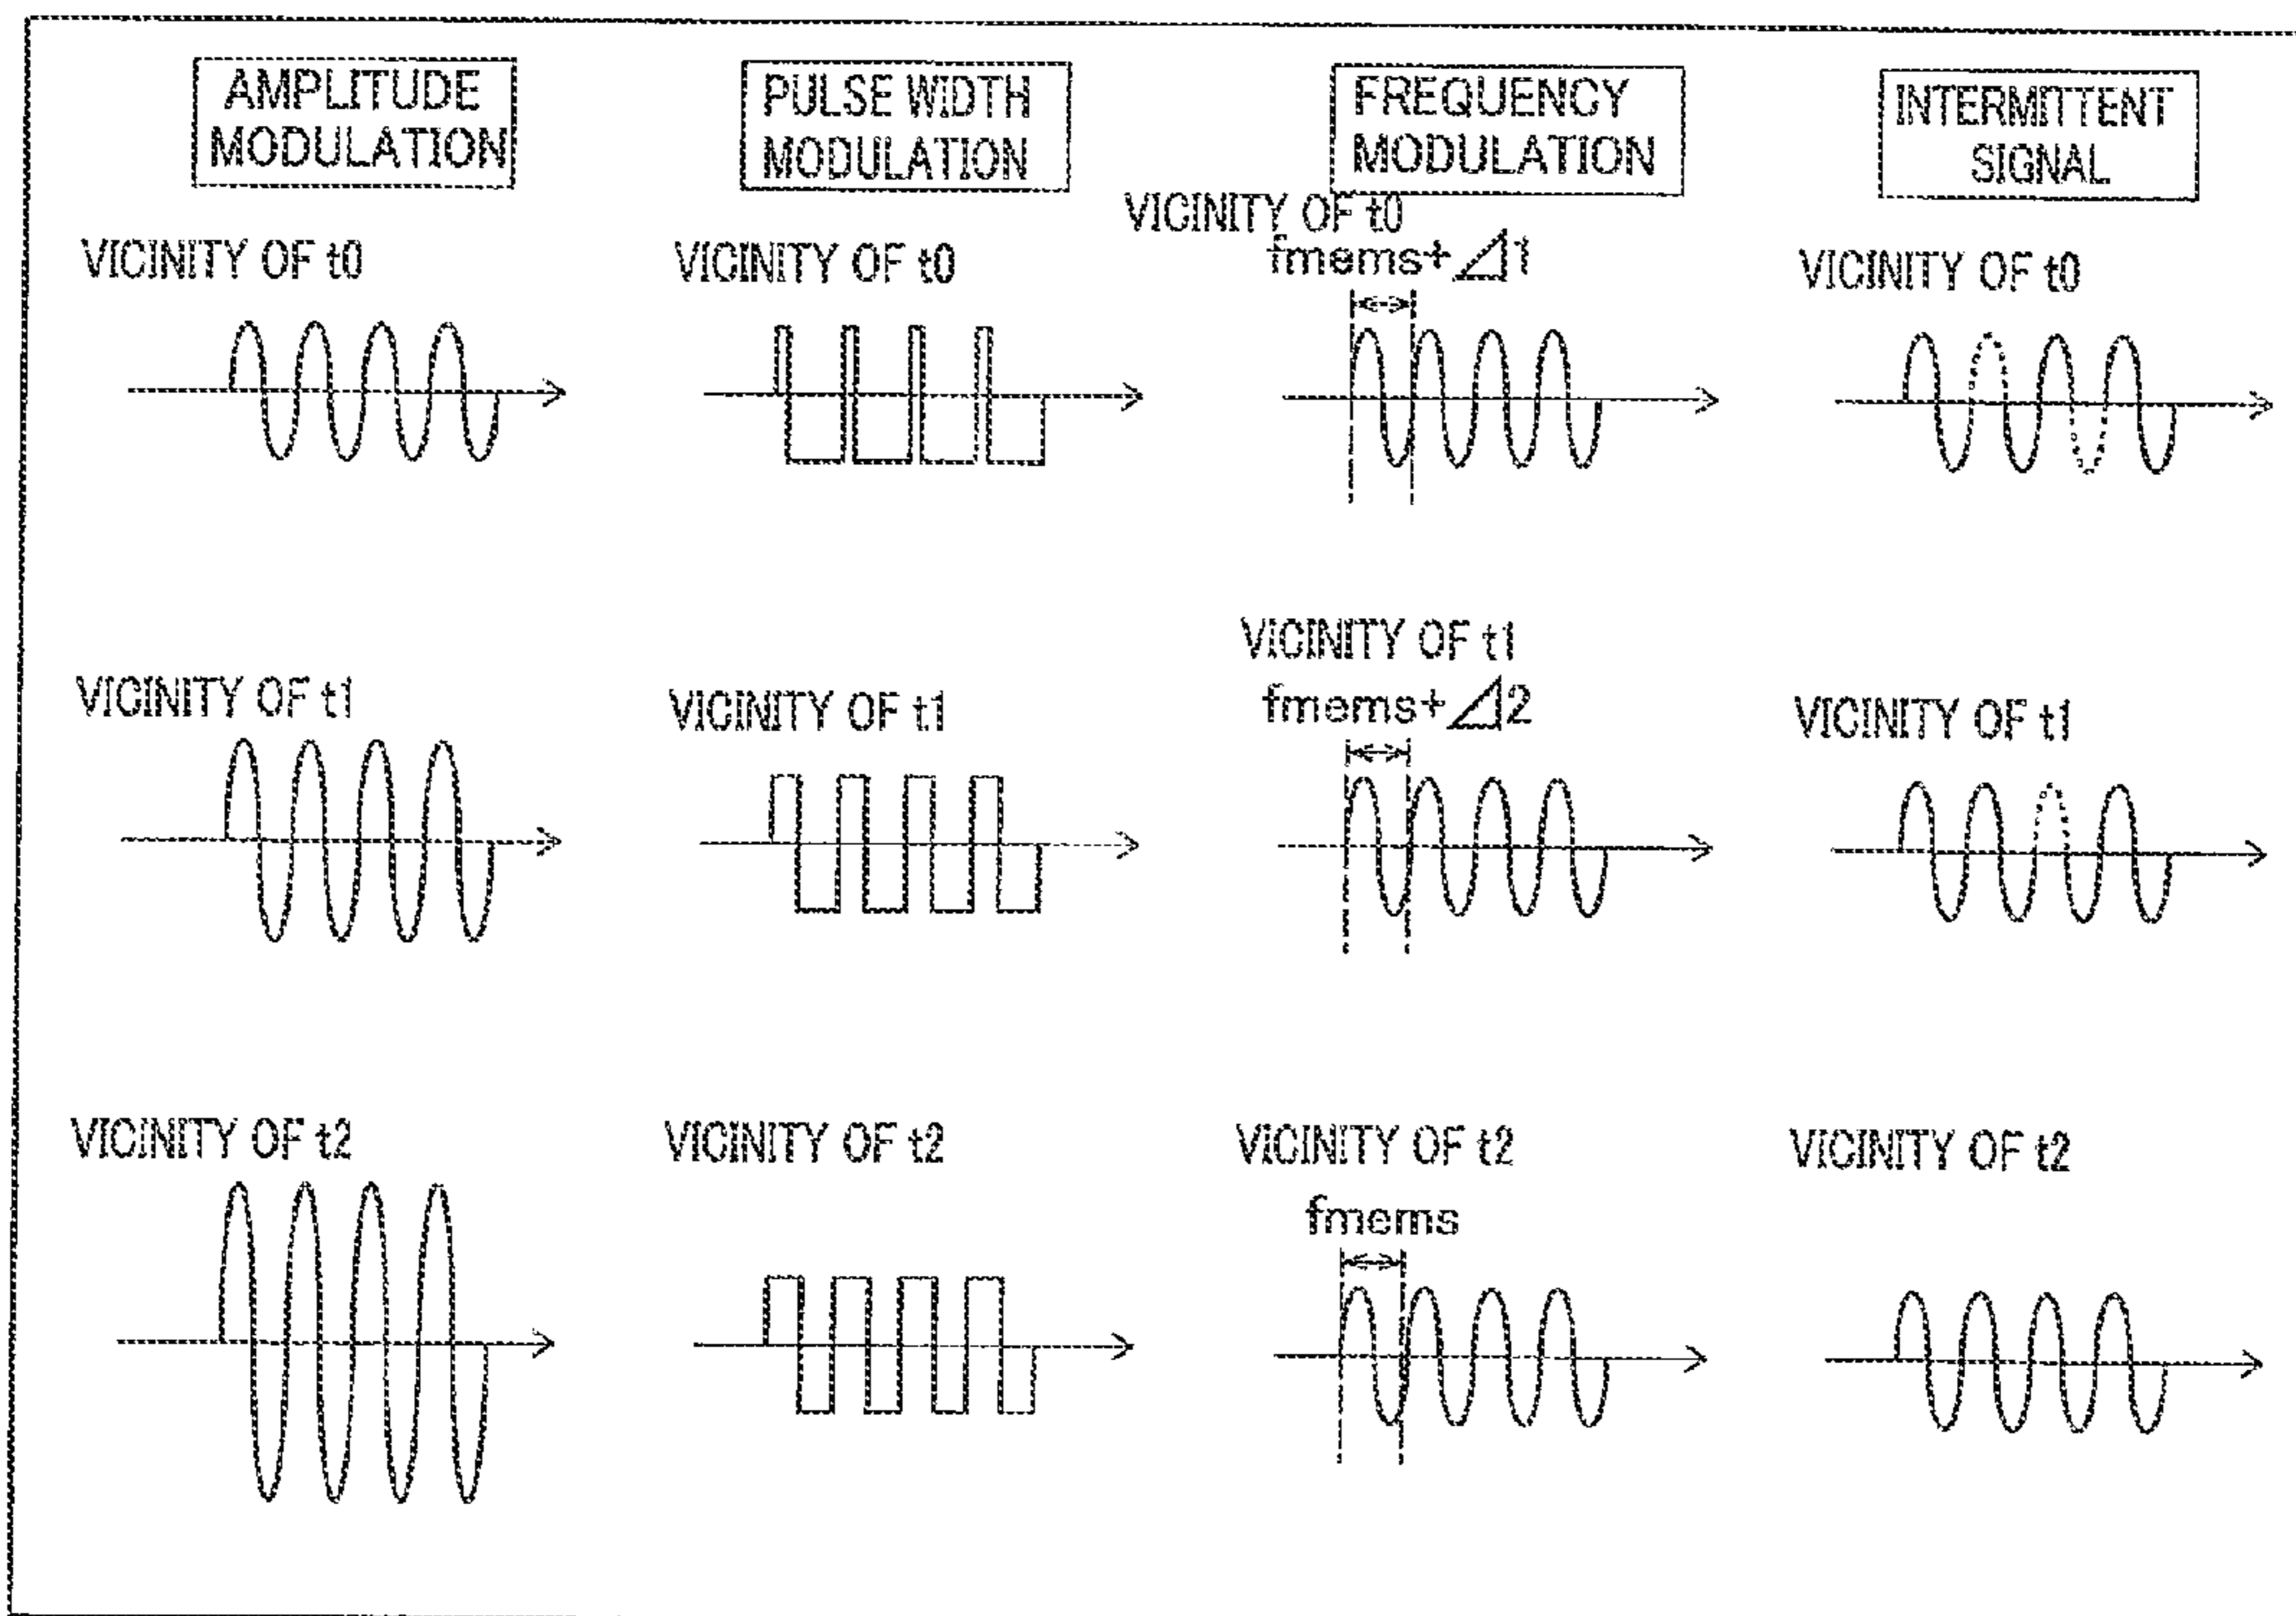 AMPLITUDE
MODULATION
PULSE WIDTH
MODULATION
FREQUENCY
MODULATION
INTERMITTENT
SIGNAL
VICINITY OF t0
VICINITY OF t0
VICINITY OF t0
fmems+⊿1
VICINITY OF t0
VICINITY OF t1
VICINITY OF t1
VICINITY OF t1
fmems+⊿2
VICINITY OF t1
VICINITY OF t2
VICINITY OF t2
VICINITY OF t2
fmems
VICINITY OF t2